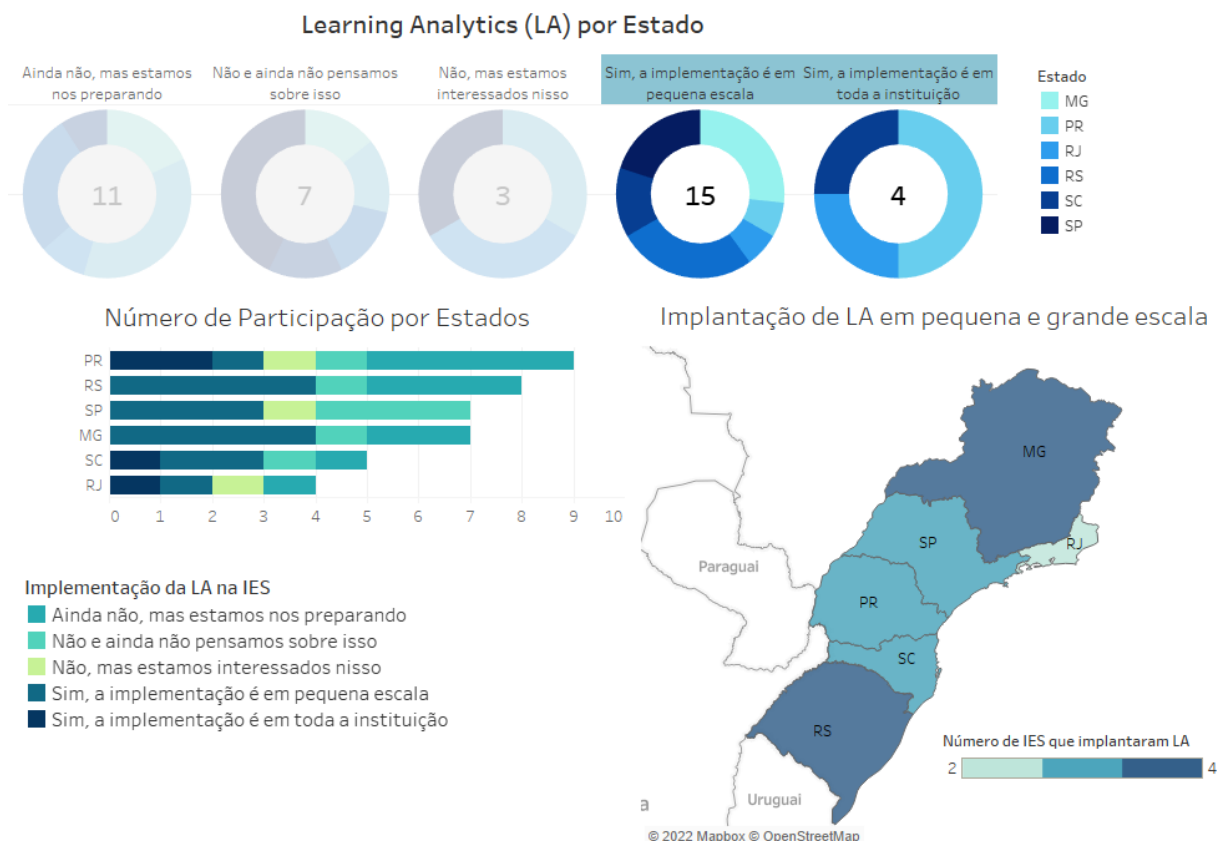 Learning Analytics (LA) por Estado
Ainda não, mas estamos
nos preparando
Não e ainda não pensamos
sobre isso
Não, mas estamos
interessados nisso
Sim, a implementação é em
pequena escala
Sim, a implementação é em
toda a instituição
11
7
3
15
4
Estado
MG
PR
RJ
RS
SC
SP
Número de Participação por Estados
PR
RS
SP
MG
SC
RJ
0 1 2 3 4 5 6 7 8 9 10
Implementação da LA na IES
Ainda não, mas estamos nos preparando
Não e ainda não pensamos sobre isso
Não, mas estamos interessados nisso
Sim, a implementação é em pequena escala
Sim, a implementação é em toda a instituição
Implantação de LA em pequena e grande escala
MG
SP
RJ
Paraguai
PR
SC
RS
Número de IES que implantaram LA
2 4
Uruguai
a
© 2022 Mapbox © OpenStreetMap